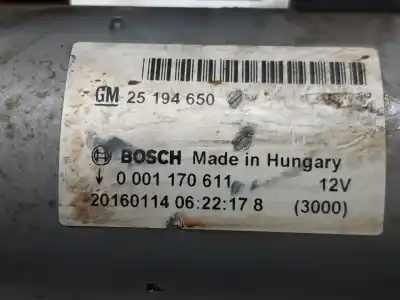 GM 25 194 650
BOSCH Made in Hungary
0 001 170 611 12V
20160114 06:22:17 8 (3000)